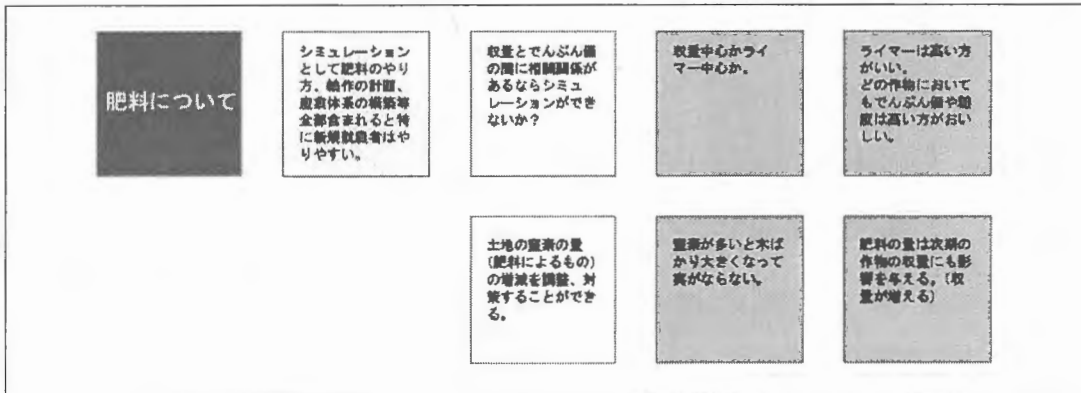 肥料について
シミュレーション
として肥料のやり
方、輪作の計画、
産直体系の構築等
全部含まれると特
に新規就農者はや
りやすい。
収量とでんぷん価
の間に相関関係が
あるならシミュ
レーションができ
ないか？
収量中心かライ
マー中心か。
ライマーは高い方
がいい。
どの作物において
もでんぷん価や糖
度は高い方がおい
しい。
土地の窒素の量
(肥料によるもの)
の増減を調整、対
策することができ
る。
窒素が多いと木ば
かり大きくなって
実がならない。
肥料の量は次期の
作物の収量にも影
響を与える。(収
量が増える)